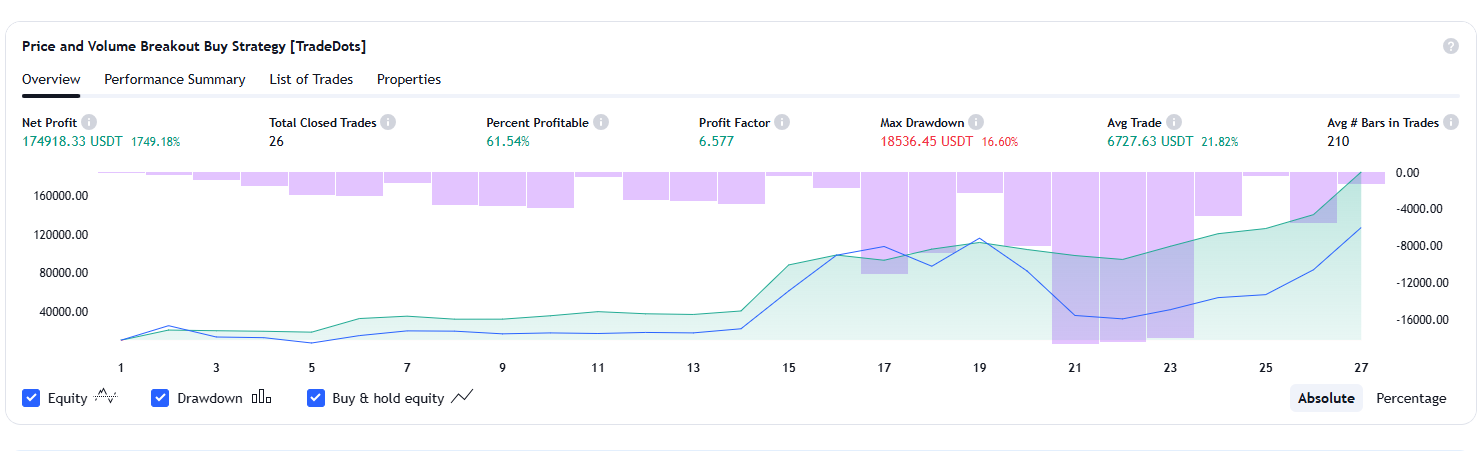 Price and Volume Breakout Buy Strategy [TradeDots]
Overview Performance Summary List of Trades Properties
Net Profit Total Closed Trades Percent Profitable Profit Factor Max Drawdown Avg Trade Avg # Bars in Trades
174918.33 USDT 1749.18% 26 61.54% 6.577 18536.45 USDT 16.60% 6727.63 USDT 21.82% 210
0.00
160000.00
-4000.00
120000.00
-8000.00
80000.00
-12000.00
40000.00
-16000.00
1 3 5 7 9 11 13 15 17 19 21 23 25 27
Equity Drawdown Buy & hold equity Absolute Percentage